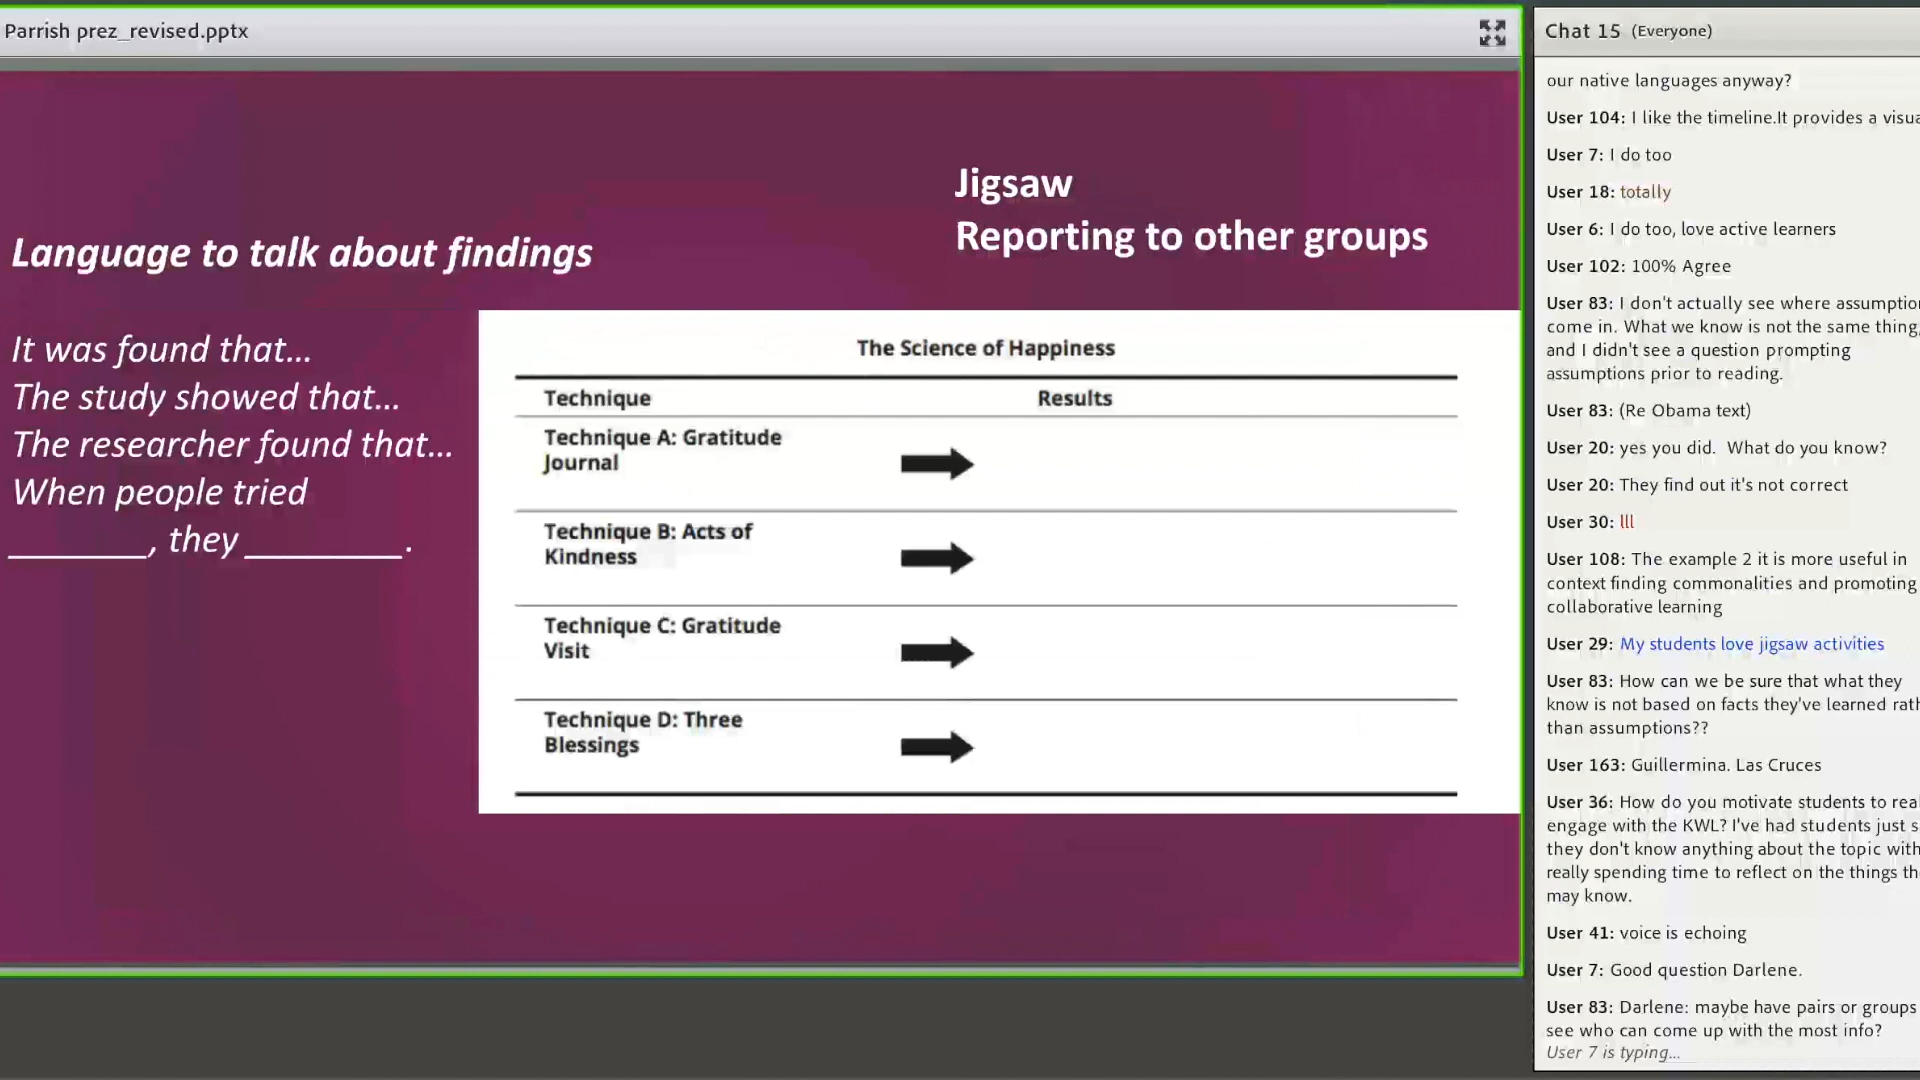 Parrish prez_revised.pptx
Jigsaw
Reporting to other groups
Language to talk about findings
It was found that...
The study showed that...
The researcher found that...
When people tried
_______, they ________.
The Science of Happiness
Technique Results
Technique A: Gratitude
Journal
Technique B: Acts of
Kindness
Technique C: Gratitude
Visit
Technique D: Three
Blessings
Chat 15 (Everyone)
our native languages anyway?
User 104: I like the timeline.It provides a
User 7: I do too
User 18: totally
User 6: I do too, love active learners
User 102: 100% Agree
User 83: I don't actually see where
come in. What we know is not the same thing,
and I didn't see a question prompting
assumptions prior to reading.
User 83: (Re Obama text)
User 20: yes you did.  What do you know?
User 20: They find out it's not correct
User 30: lll
User 108: The example 2 it is more useful in
context finding commonalities and promoting
collaborative learning
User 29: My students love jigsaw activities
User 83: How can we be sure that what they
know is not based on facts they've learned
than assumptions??
User 163: Guillermina. Las Cruces
User 36: How do you motivate students to
engage with the KWL? I've had students just
they don't know anything about the topic
really spending time to reflect on the things
may know.
User 41: voice is echoing
User 7: Good question Darlene.
User 83: Darlene: maybe have pairs or groups
see who can come up with the most info?
User 7 is typing...